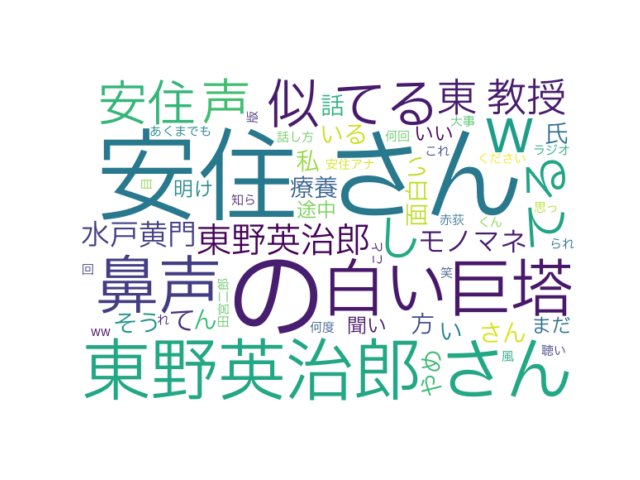 安住 声 似 てる 東 教授
版 話 w 氏
あくまでも 話し方 いる 何回 いい 大事 これ ラジオ
安住 さん る
私 安住アナ 面白い ください
目 明け 知ら 療養 途中 赤荻 くん 思っ て
水戸黄門 東野英治郎 し モノマネ られ
鼻声 の 白い 巨塔
回 笑
田宮二郎
ww そう れ てん 何度 聞い 方 い さん まだ
東野英治郎 やめ さん 風 聴い